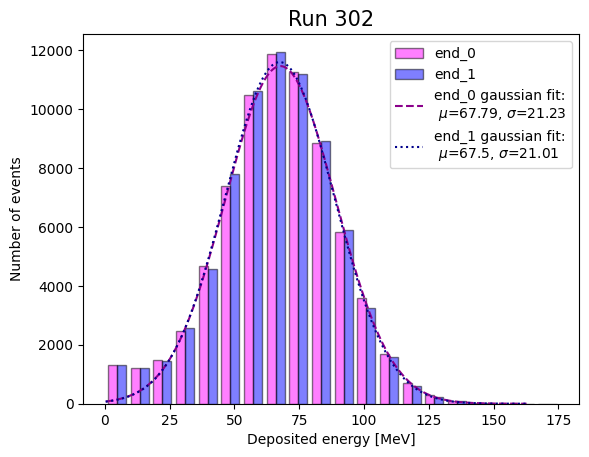 Run 302
12000
10000
8000
6000
4000
2000
0
Number of events
end_0
end_1
end_0 gaussian fit:
μ=67.79, σ=21.23
end_1 gaussian fit:
μ=67.5, σ=21.01
0 25 50 75 100 125 150 175
Deposited energy [MeV]